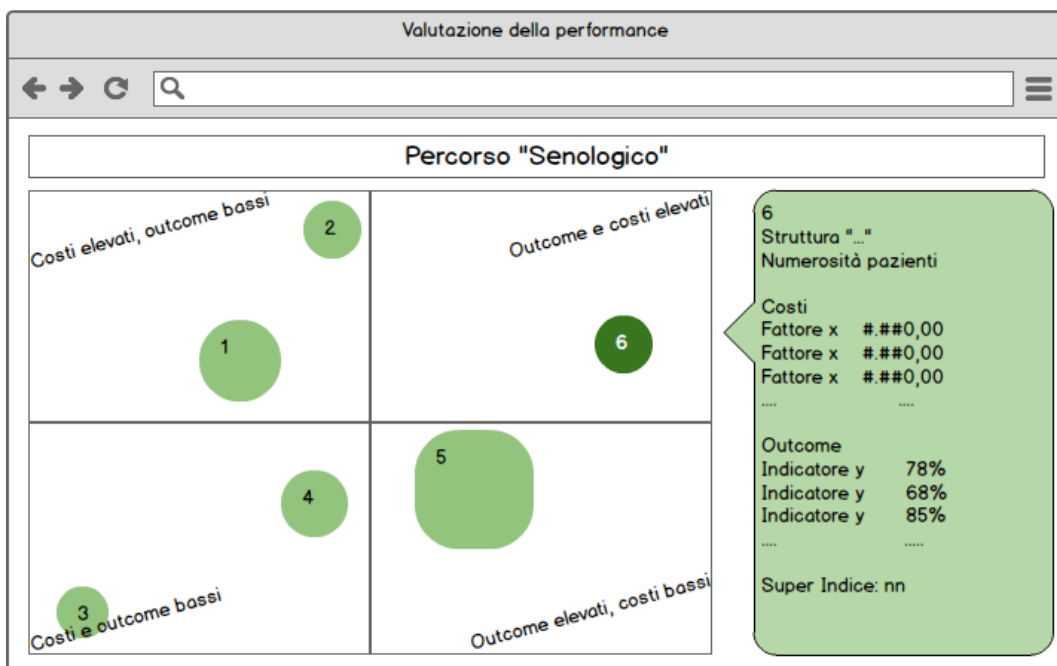 Valutazione della performance
Percorso "Senologico"
Costi elevati, outcome bassi
2
1
Outcome e costi elevati
6
4
3
Costi e outcome bassi
5
Outcome elevati, costi bassi
6
Struttura "..."
Numerosità pazienti
Costi
Fattore x #.##0,00
Fattore x #.##0,00
Fattore x #.##0,00
.... ....
Outcome
Indicatore y 78%
Indicatore y 68%
Indicatore y 85%
.... .....
Super Indice: nn